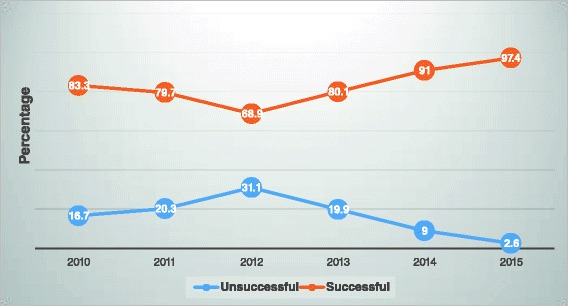 Percentage
83.3 79.7 68.9 80.1 91 97.4
16.7 20.3 31.1 19.9 9 2.6
2010 2011 2012 2013 2014 2015
Unsuccessful Successful